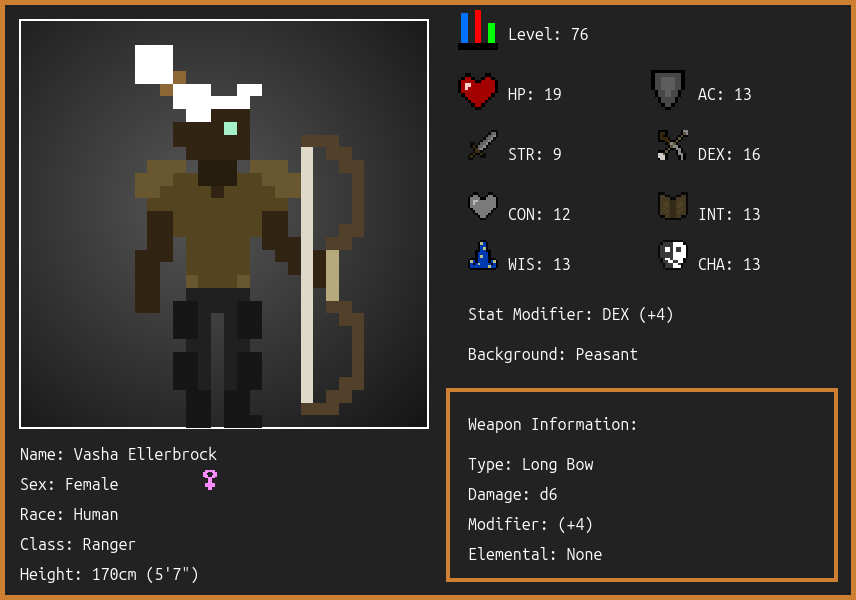 Level: 76
HP: 19
AC: 13
STR: 9
DEX: 16
CON: 12
INT: 13
WIS: 13
CHA: 13
Stat Modifier: DEX (+4)
Background: Peasant
Weapon Information:
Type: Long Bow
Damage: d6
Modifier: (+4)
Elemental: None
Name: Vasha Ellerbrock
Sex: Female
Race: Human
Class: Ranger
Height: 170cm (5'7")